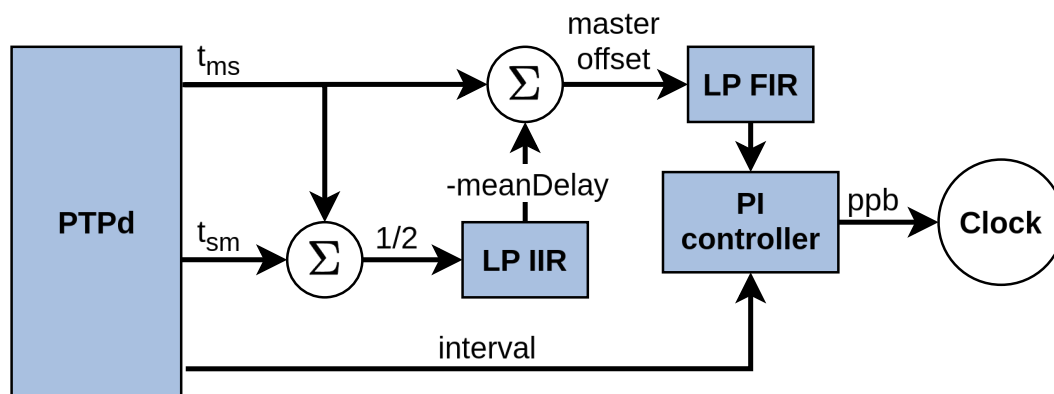 master
offset
t_ms
LP FIR
Σ
-meanDelay
PI
controller
ppb
Clock
PTPd
t_sm
Σ
1/2
LP IIR
interval